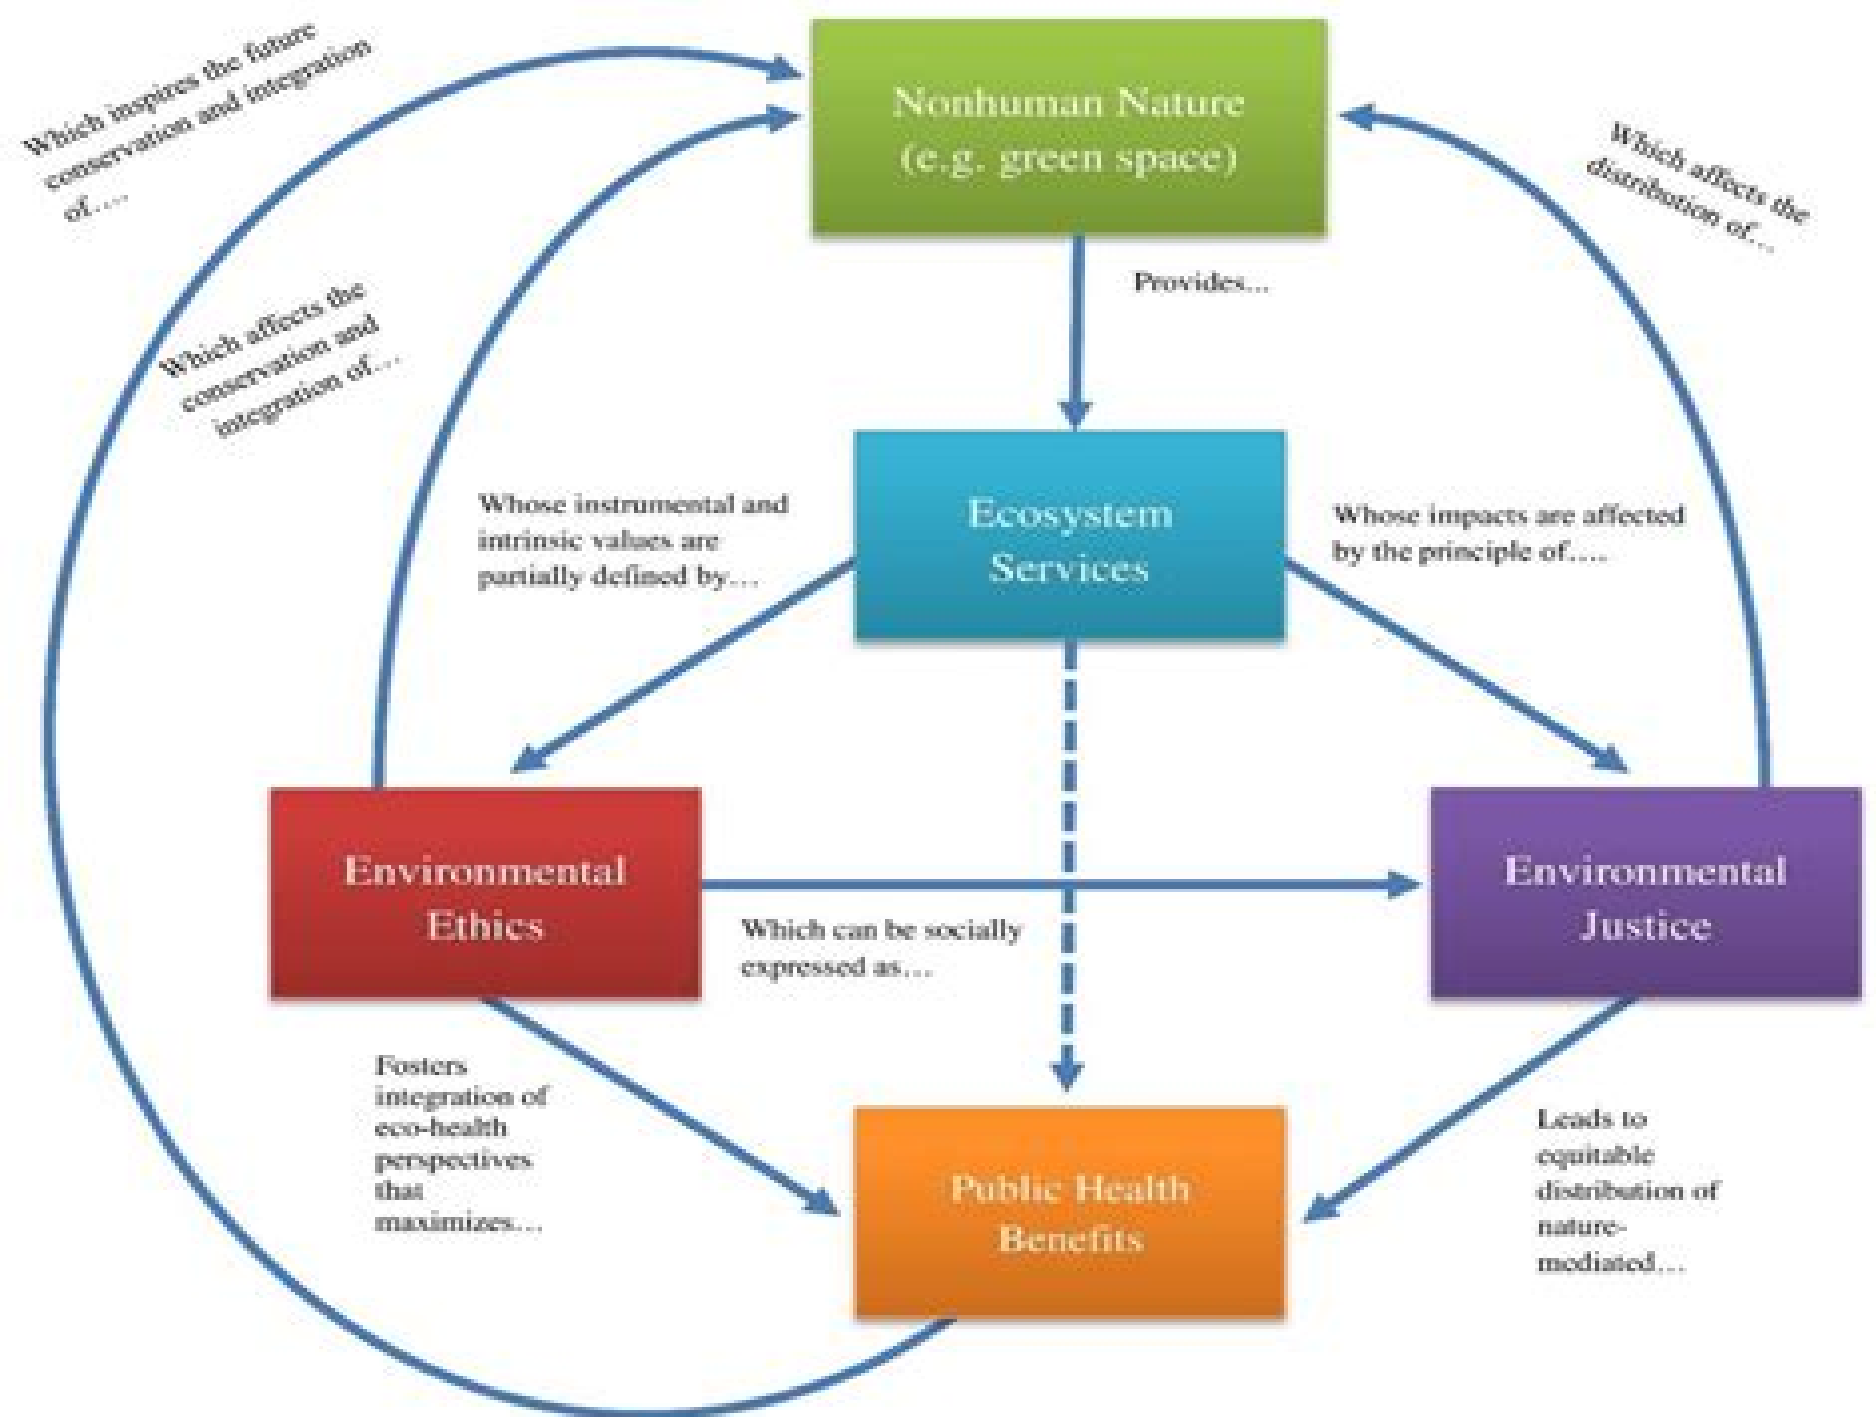 Which inspires the future
conservation and integration
of….
Nonhuman Nature
(e.g. green space)
Which affects the
distribution of…
Provides...
Which affects the
conservation and
integration of…
Whose instrumental and
intrinsic values are
partially defined by…
Ecosystem
Services
Whose impacts are affected
by the principle of….
Environmental
Ethics
Which can be socially
expressed as…
Environmental
Justice
Fosters
integration of
eco-health
perspectives
that
maximizes…
Public Health
Benefits
Leads to
equitable
distribution of
nature-
mediated…